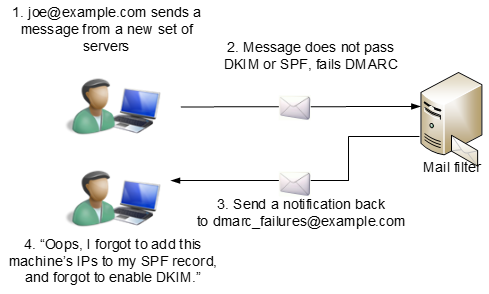 1. joe@example.com sends a
message from a new set of
servers
2. Message does not pass
DKIM or SPF, fails DMARC
Mail filter
3. Send a notification back
to dmarc_failures@example.com
4. “Oops, I forgot to add this
machine’s IPs to my SPF record,
and forgot to enable DKIM.”